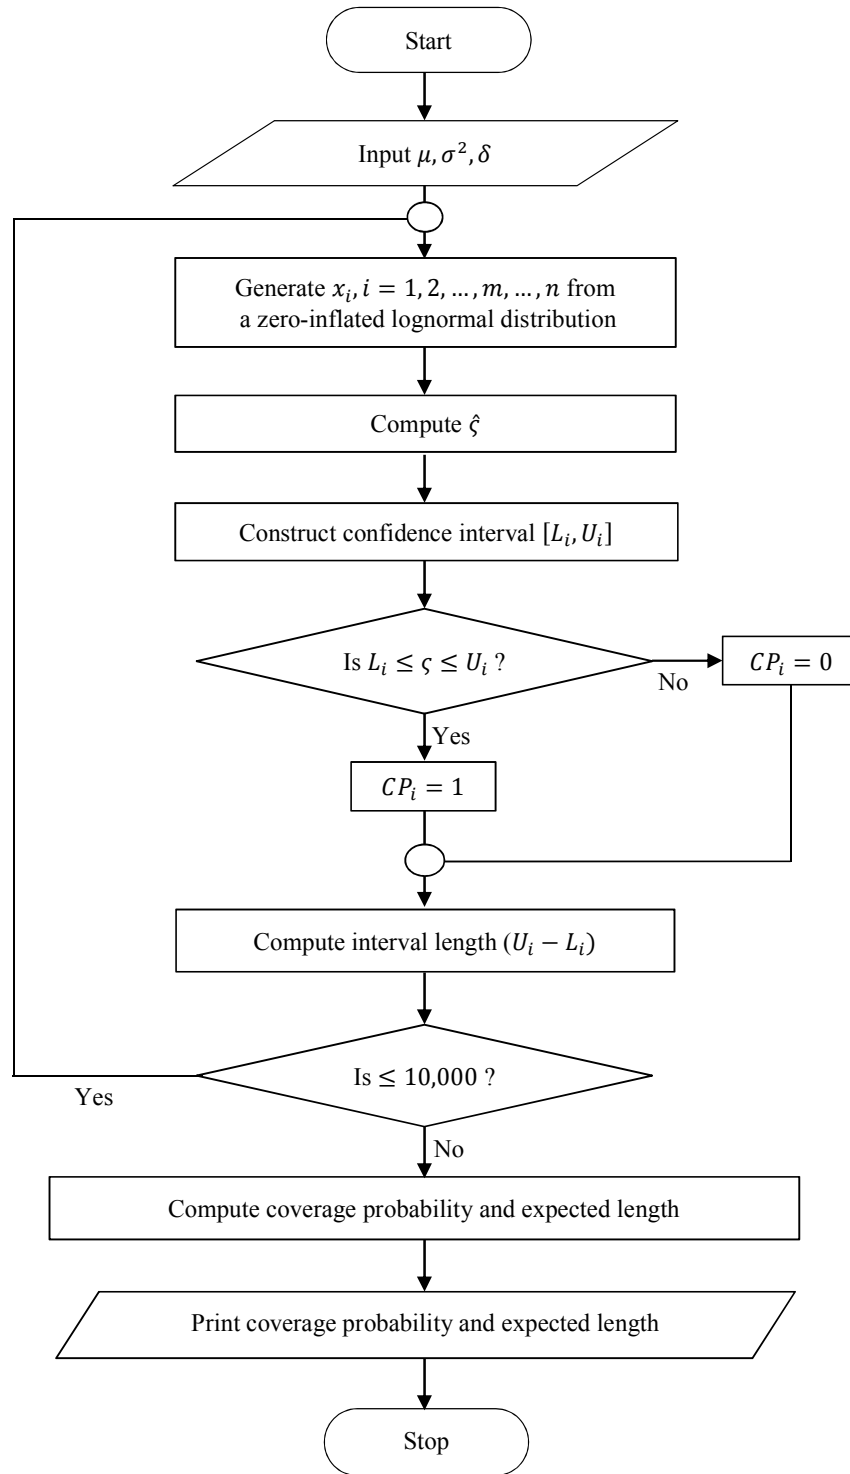 Start
Input μ, σ², δ
Generate xᵢ, i = 1, 2, …, m, …, n from
a zero-inflated lognormal distribution
Compute ς̂
Construct confidence interval [Lᵢ, Uᵢ]
Is Lᵢ ≤ ς ≤ Uᵢ ?
No
CPᵢ = 0
Yes
CPᵢ = 1
Compute interval length (Uᵢ − Lᵢ)
Is ≤ 10,000 ?
Yes
No
Compute coverage probability and expected length
Print coverage probability and expected length
Stop